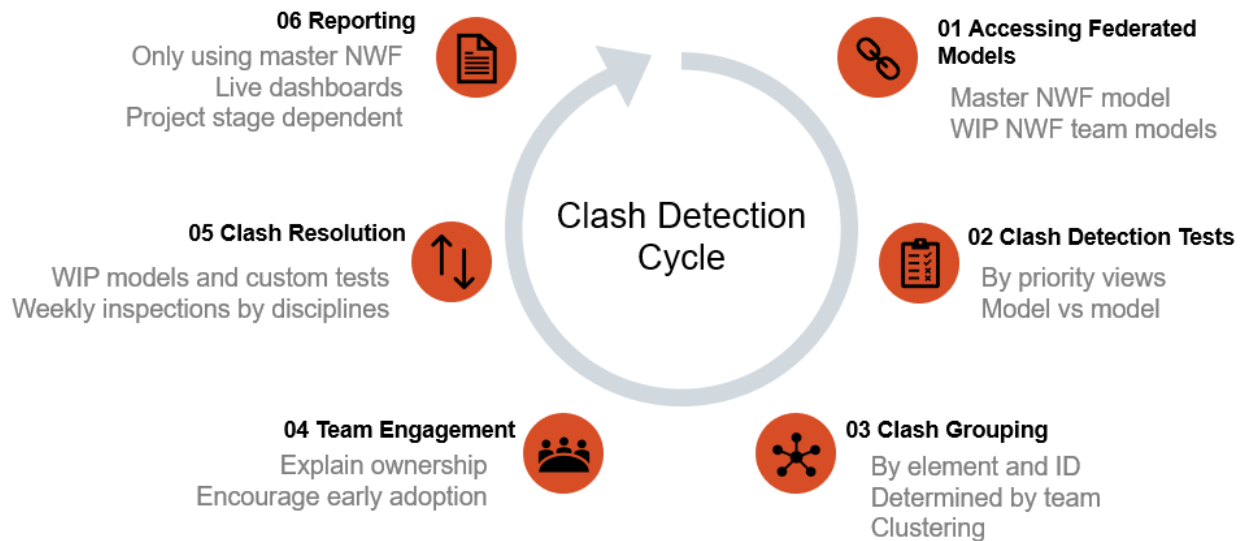 Clash Detection
Cycle
01 Accessing Federated
Models
Master NWF model
WIP NWF team models
02 Clash Detection Tests
By priority views
Model vs model
03 Clash Grouping
By element and ID
Determined by team
Clustering
04 Team Engagement
Explain ownership
Encourage early adoption
05 Clash Resolution
WIP models and custom tests
Weekly inspections by disciplines
06 Reporting
Only using master NWF
Live dashboards
Project stage dependent